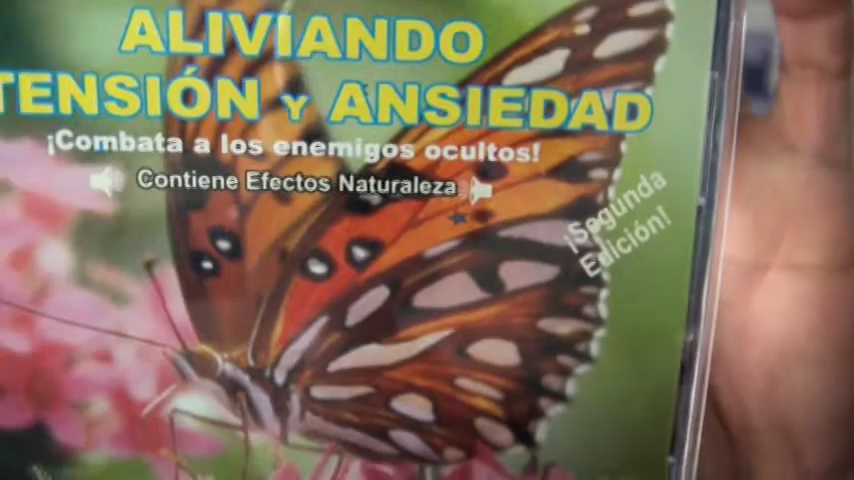 ALIVIANDO
TENSIÓN Y ANSIEDAD
¡Combata a los enemigos ocultos!
Contiene Efectos Naturaleza
¡Segunda
Edición!